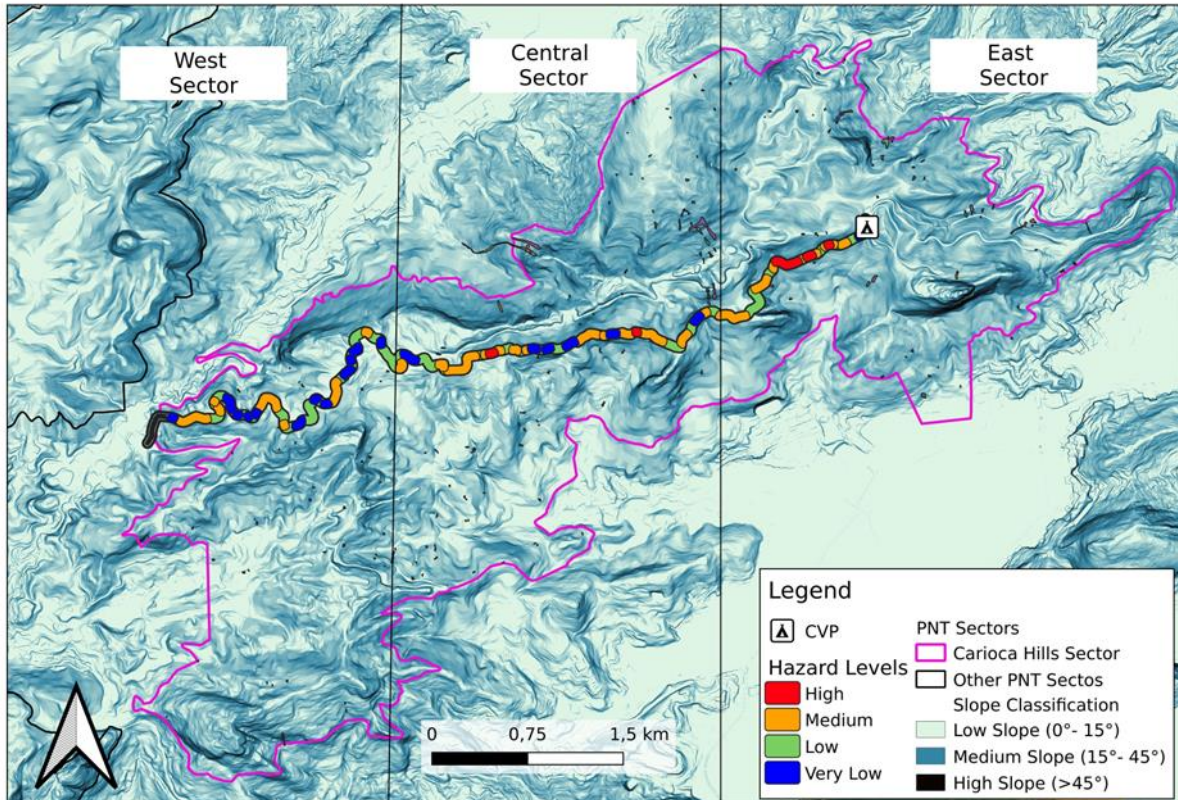 West
Sector
Central
Sector
East
Sector
0 0,75 1,5 km
Legend
CVP
Hazard Levels
High
Medium
Low
Very Low
PNT Sectors
Carioca Hills Sector
Other PNT Sectos
Slope Classification
Low Slope (0°- 15°)
Medium Slope (15°- 45°)
High Slope (>45°)